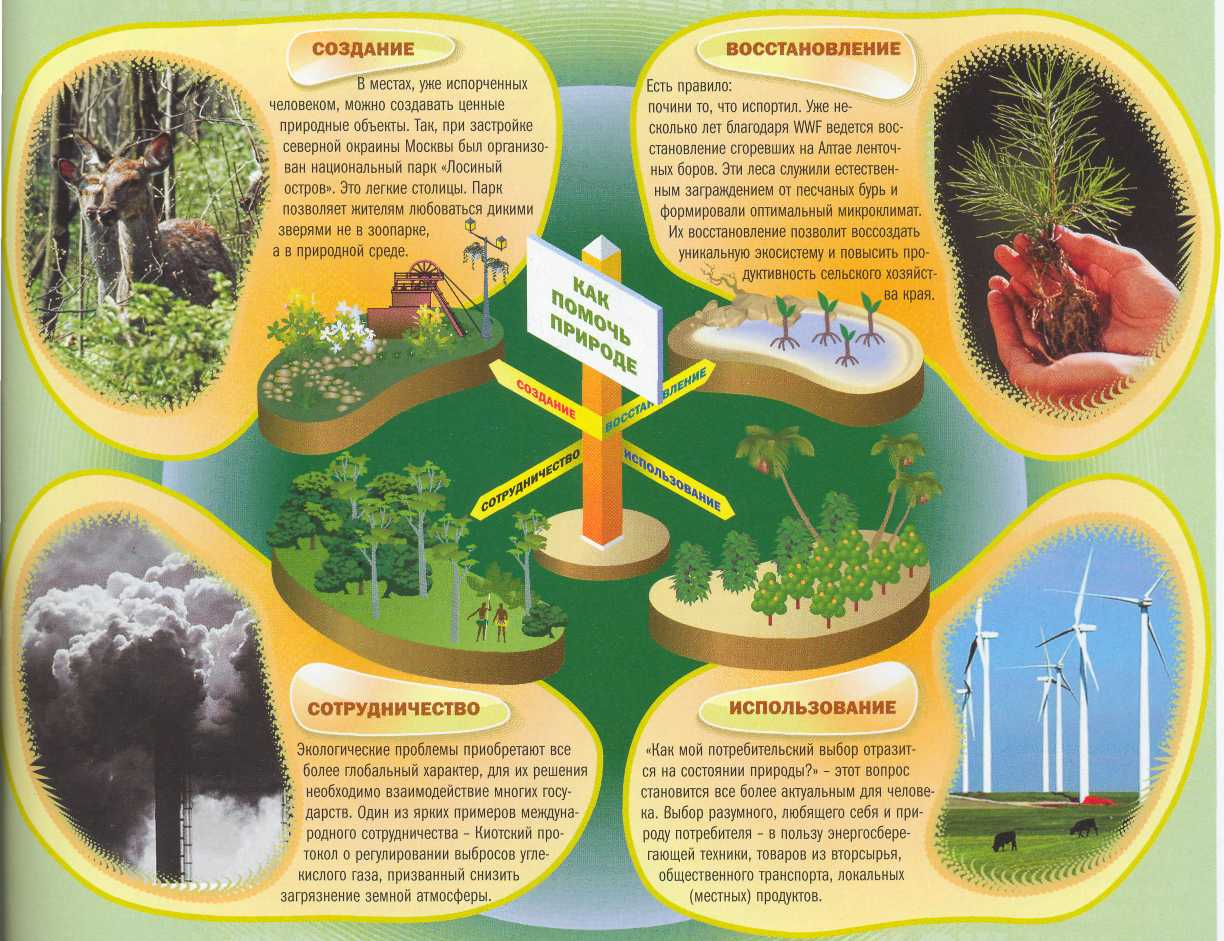 СОЗДАНИЕ
В местах, уже испорченных
человеком, можно создавать ценные
природные объекты. Так, при застройке
северной окраины Москвы был организо-
ван национальный парк «Лосиный
остров». Это легкие столицы. Парк
позволяет жителям любоваться дикими
зверями не в зоопарке,
а в природной среде.
ВОССТАНОВЛЕНИЕ
Есть правило:
почини то, что испортил. Уже не-
сколько лет благодаря WWF ведется вос-
становление сгоревших на Алтае ленточ-
ных боров. Эти леса служили естествен-
ным заграждением от песчаных бурь и
формировали оптимальный микроклимат.
Их восстановление позволит воссоздать
уникальную экосистему и повысить про-
дуктивность сельского хозяйст-
ва края.
КАК
ПОМОЧЬ
ПРИРОДЕ
СОЗДАНИЕ
ВОССТАНОВЛЕНИЕ
СОТРУДНИЧЕСТВО
ИСПОЛЬЗОВАНИЕ
СОТРУДНИЧЕСТВО
Экологические проблемы приобретают все
более глобальный характер, для их решения
необходимо взаимодействие многих госу-
дарств. Один из ярких примеров междуна-
родного сотрудничества – Киотский про-
токол о регулировании выбросов угле-
кислого газа, призванный снизить
загрязнение земной атмосферы.
ИСПОЛЬЗОВАНИЕ
«Как мой потребительский выбор отразит-
ся на состоянии природы?» – этот вопрос
становится все более актуальным для челове-
ка. Выбор разумного, любящего себя и при-
роду потребителя – в пользу энергосбере-
гающей техники, товаров из вторсырья,
общественного транспорта, локальных
(местных) продуктов.